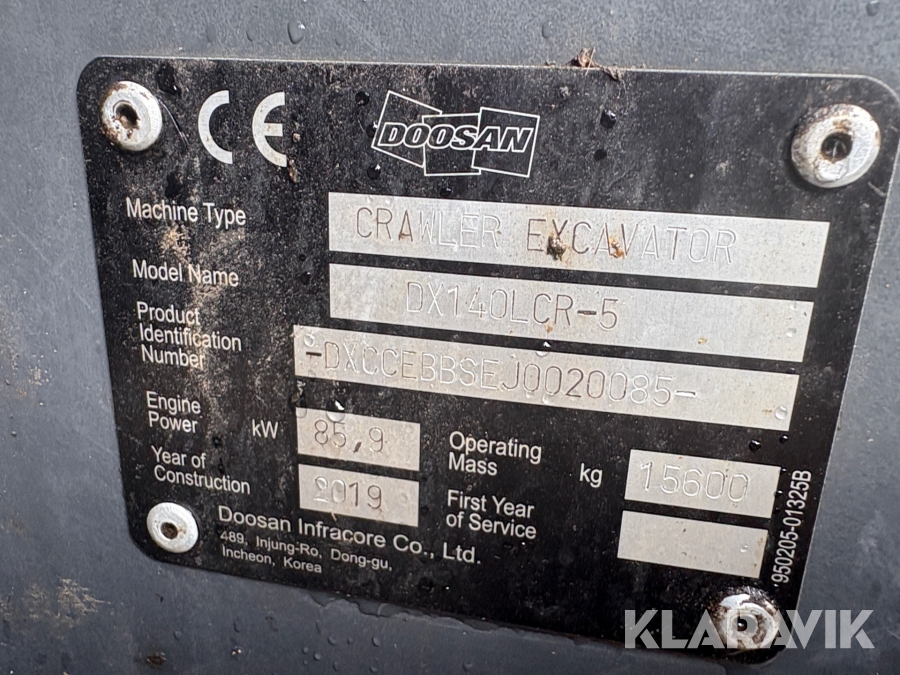 CE
DOOSAN
Machine Type CRAWLER EXCAVATOR
Model Name DX140LCR-5
Product
Identification
Number -DXCCEBBSEJ0020085-
Engine
Power kW 85,9
Operating
Mass kg 15600
Year of
Construction 2019
First Year
of Service
Doosan Infracore Co., Ltd.
489, Injung-Ro, Dong-gu,
Incheon, Korea
950205-01325B
KLARAVIK